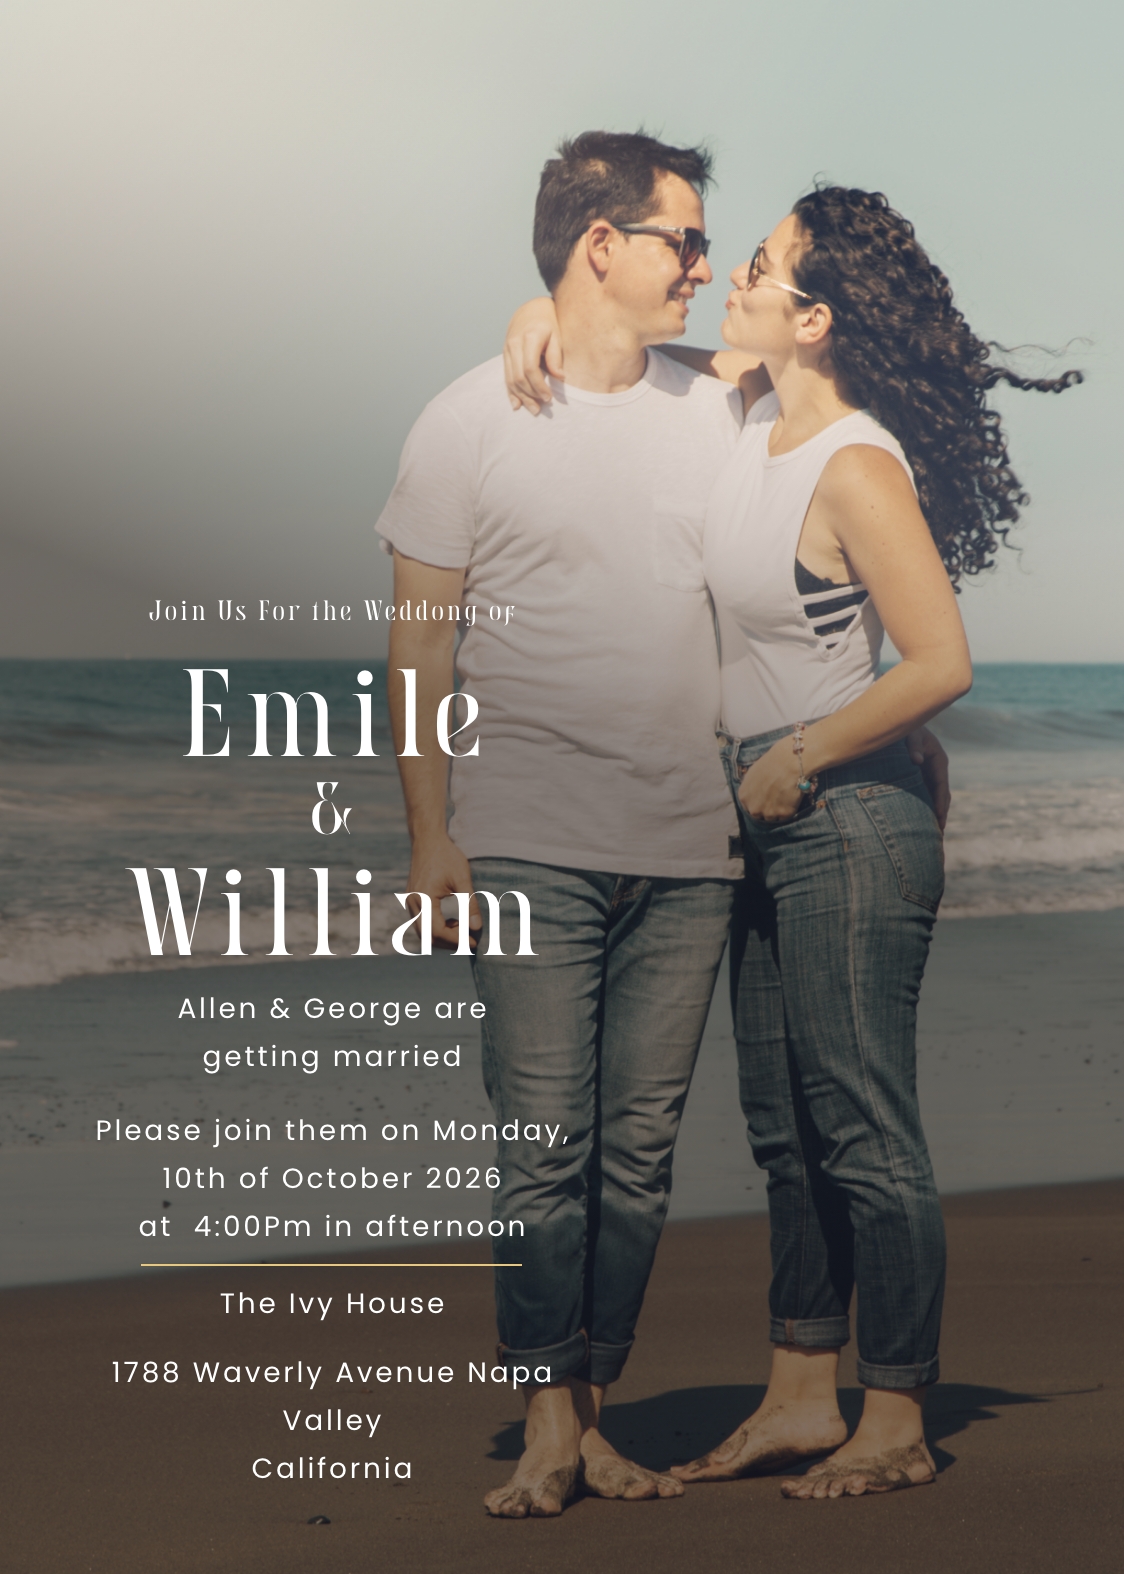 Join Us For the Weddong of
Emile
&
William
Allen & George are
getting married
Please join them on Monday,
10th of October 2026
at 4:00Pm in afternoon
The Ivy House
1788 Waverly Avenue Napa
Valley
California